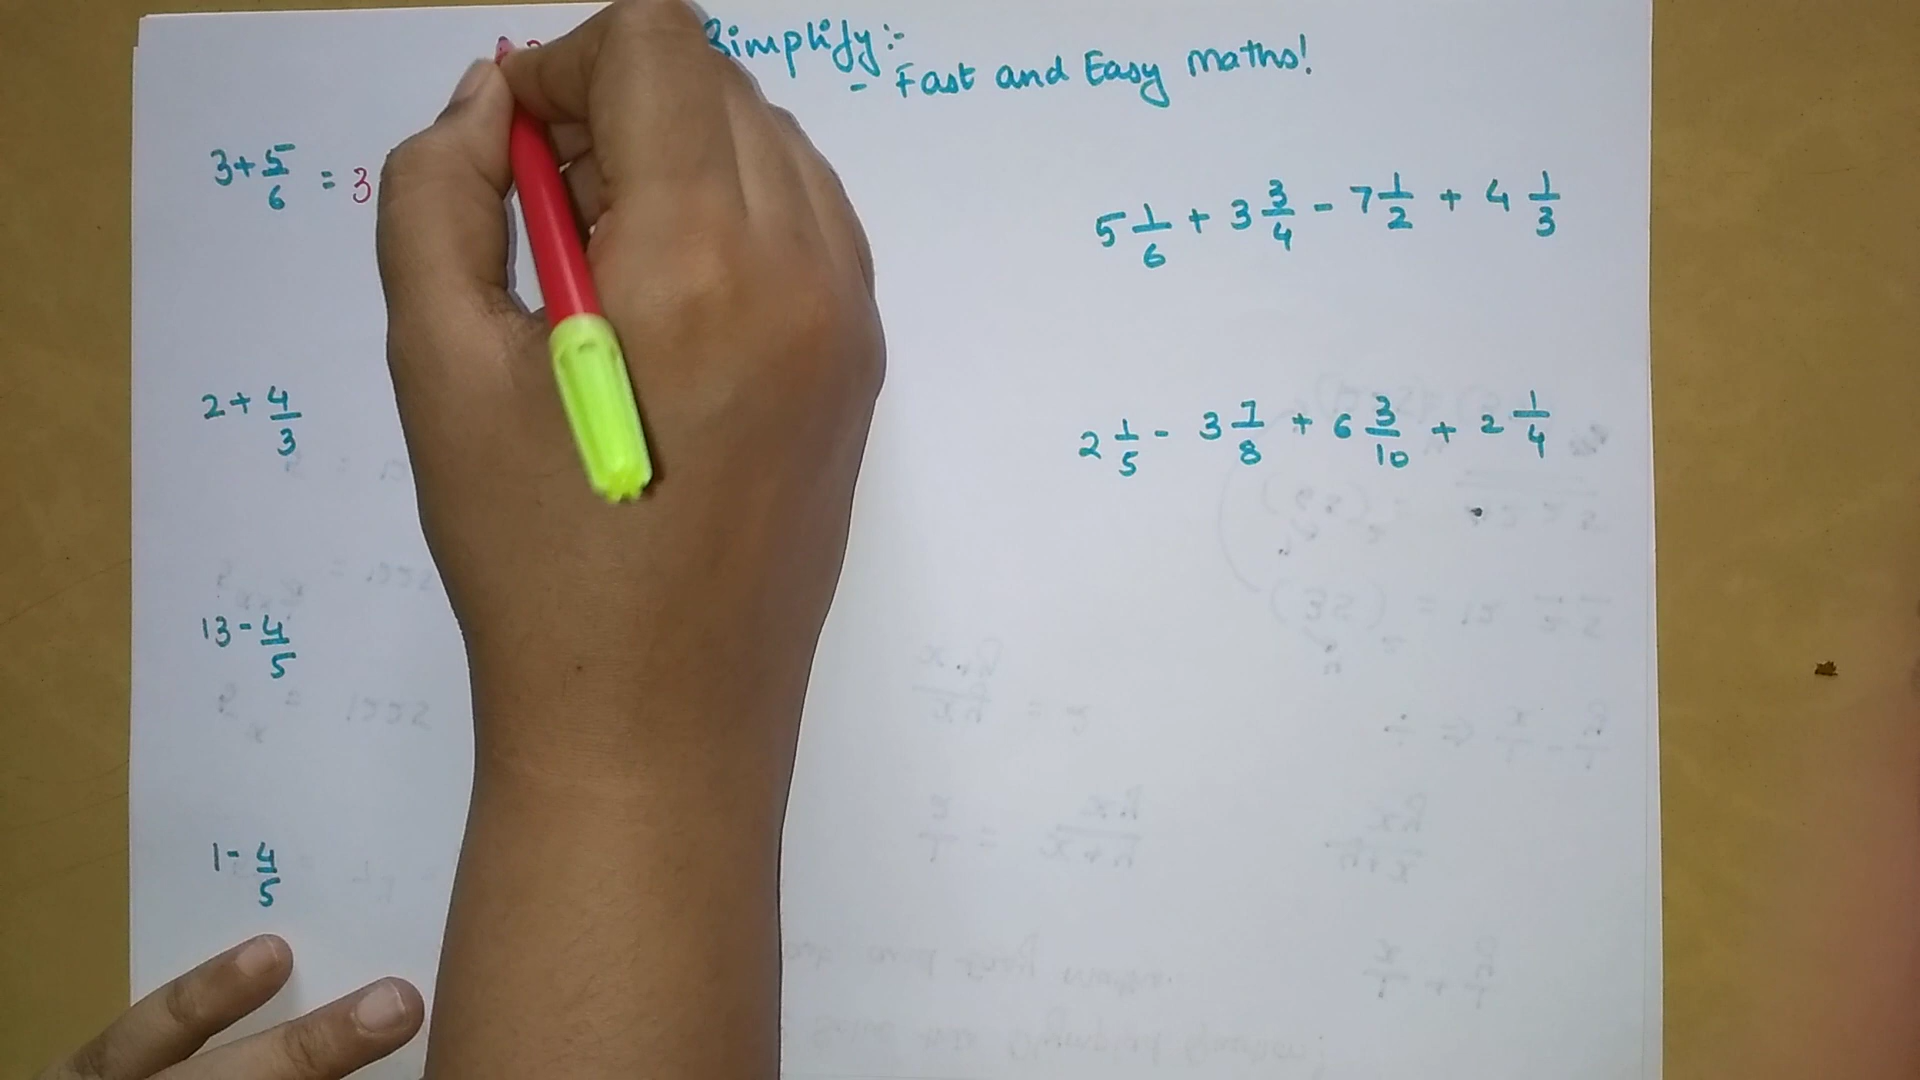 Simplify:-
- Fast and Easy Maths!
3+5/6 = 3
2+4/3
13-4/5
1-4/5
5 1/6 + 3 3/4 - 7 1/2 + 4 1/3
2 1/5 - 3 7/8 + 6 3/10 + 2 1/4